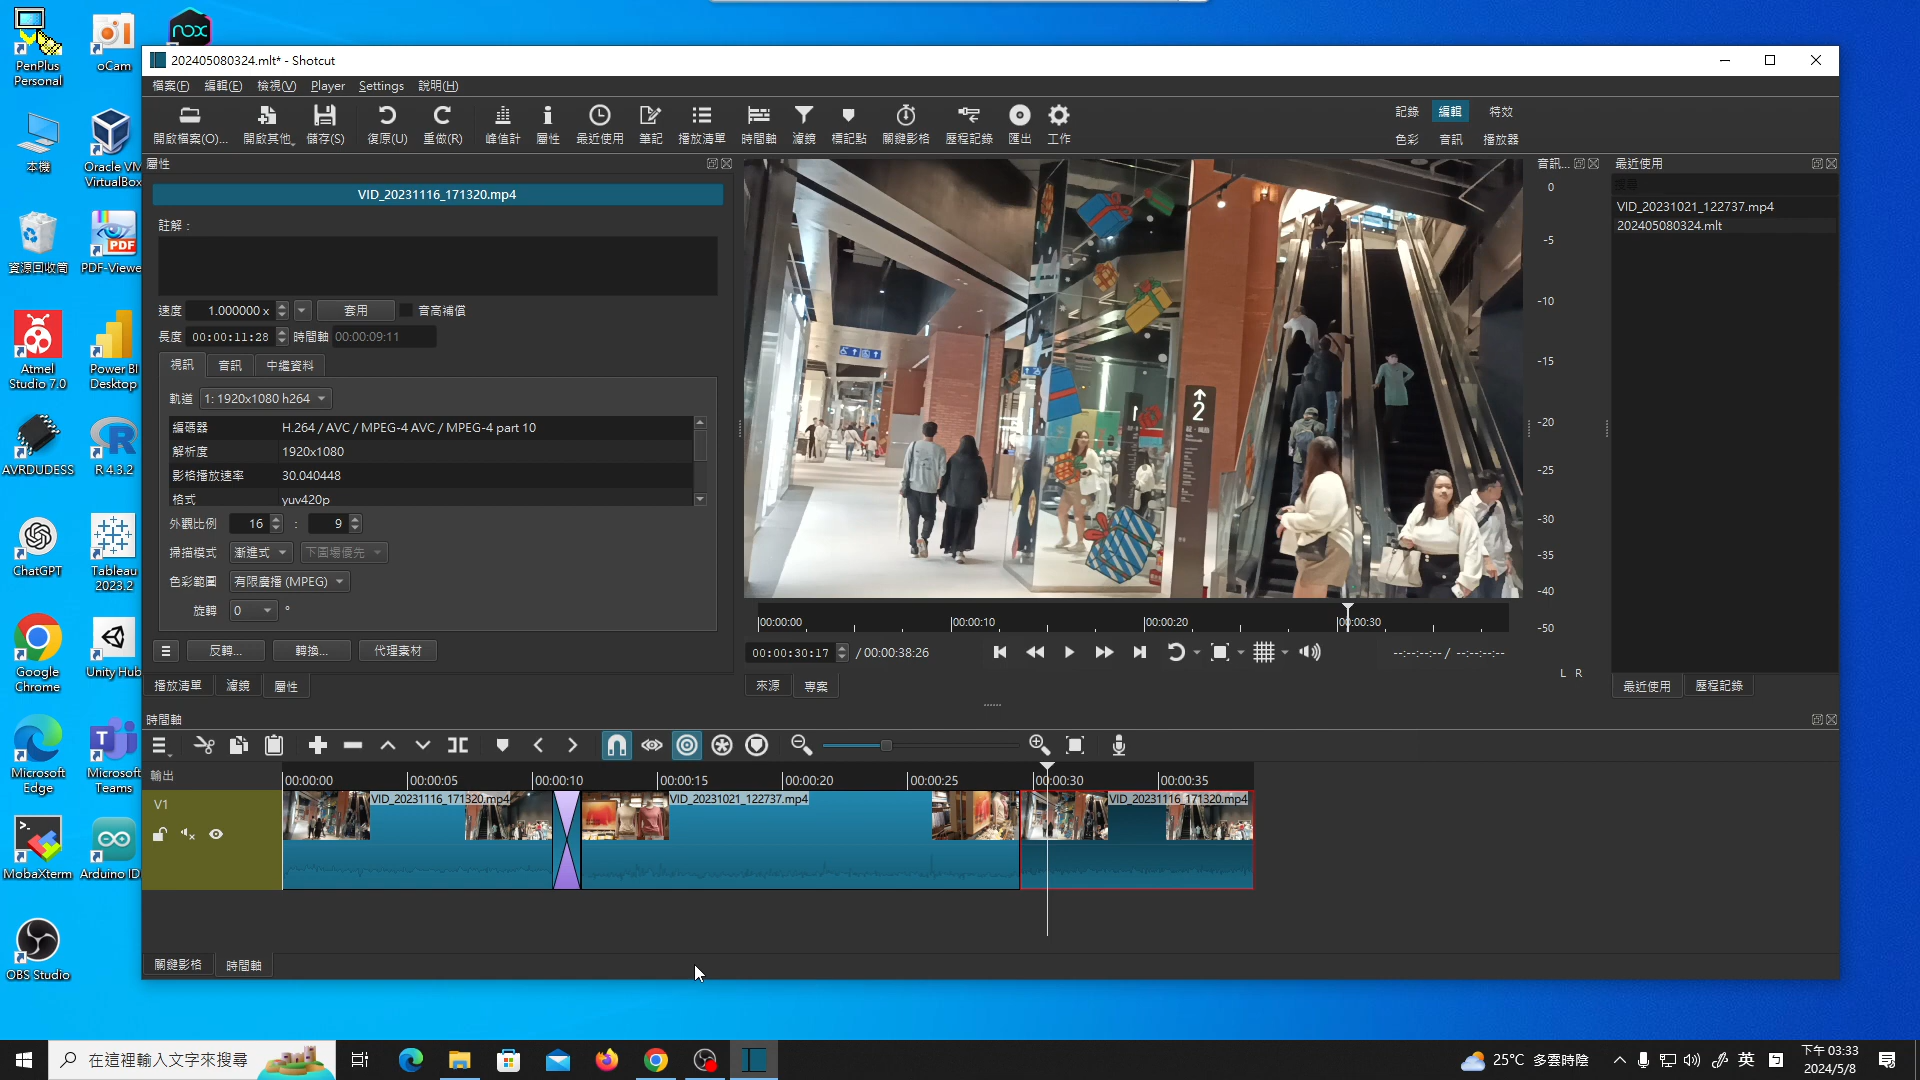 PenPlus
Personal
oCam
nox
本機
Oracle VM
VirtualBox
資源回收筒
PDF-Viewe
Atmel
Studio 7.0
Power BI
Desktop
AVRDUDESS
R 4.3.2
ChatGPT
Tableau
2023.2
Google
Chrome
Unity Hub
Microsoft
Edge
Microsoft
Teams
MobaXterm
Arduino ID
OBS Studio
202405080324.mlt* - Shotcut
檔案(F) 編輯(E) 檢視(V) Player Settings 說明(H)
開啟檔案(O)... 開啟其他. 儲存(S) 復原(U) 重做(R) 峰值計 屬性 最近使用 筆記 播放清單 時間軸 濾鏡 標記點 關鍵影格 歷程記錄 匯出 工作
記錄 編輯 特效
色彩 音訊 播放器
屬性
VID_20231116_171320.mp4
註解：
速度 1.000000 x 套用 音高補償
長度 00:00:11:28 時間軸 00:00:09:11
視訊 音訊 中繼資料
軌道 1: 1920x1080 h264
編碼器 H.264 / AVC / MPEG-4 AVC / MPEG-4 part 10
解析度 1920x1080
影格播放速率 30.040448
格式 yuv420p
外觀比例 16 : 9
掃描模式 漸進式 下圖場優先
色彩範圍 有限廣播 (MPEG)
旋轉 0 °
反轉... 轉換... 代理素材
播放清單 濾鏡 屬性
2
00:00:00 00:00:10 00:00:20 00:00:30
00:00:30:17 / 00:00:38:26
--:--:--:-- / --:--:--:--
來源 專案
音訊...
0
-5
-10
-15
-20
-25
-30
-35
-40
-50
L R
最近使用
搜尋
VID_20231021_122737.mp4
202405080324.mlt
最近使用 歷程記錄
時間軸
輸出
00:00:00 00:00:05 00:00:10 00:00:15 00:00:20 00:00:25 00:00:30 00:00:35
V1
VID_20231116_171320.mp4
VID_20231021_122737.mp4
VID_20231116_171320.mp4
關鍵影格 時間軸
在這裡輸入文字來搜尋
25°C 多雲時陰
英
下午 03:33
2024/5/8